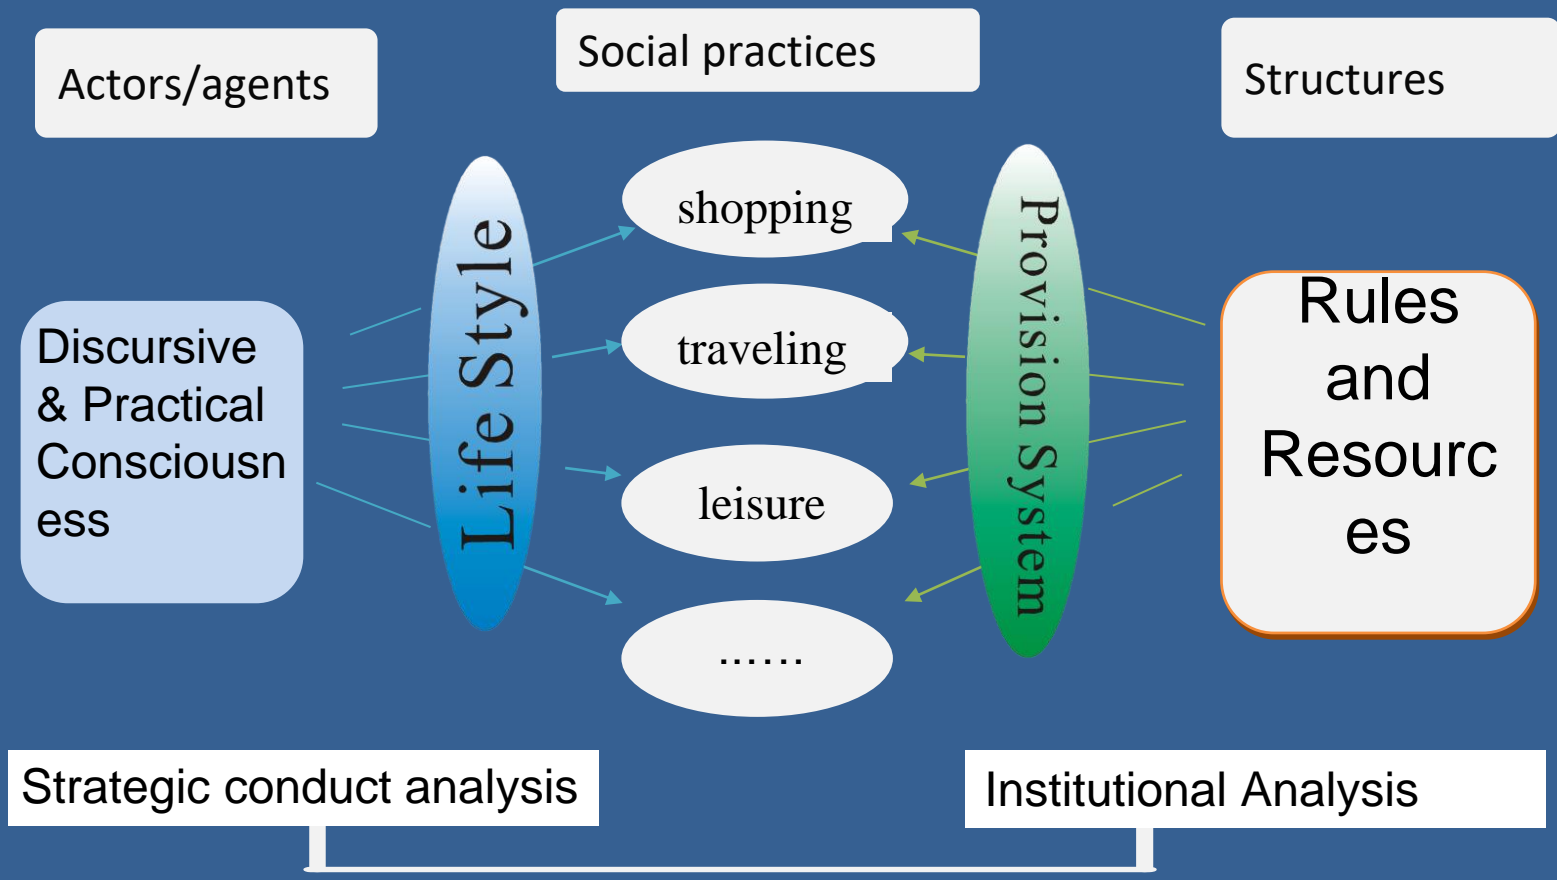 Actors/agents
Social practices
Structures
Discursive
& Practical
Consciousn
ess
Life Style
shopping
traveling
leisure
......
Provision System
Rules
and
Resourc
es
Strategic conduct analysis
Institutional Analysis